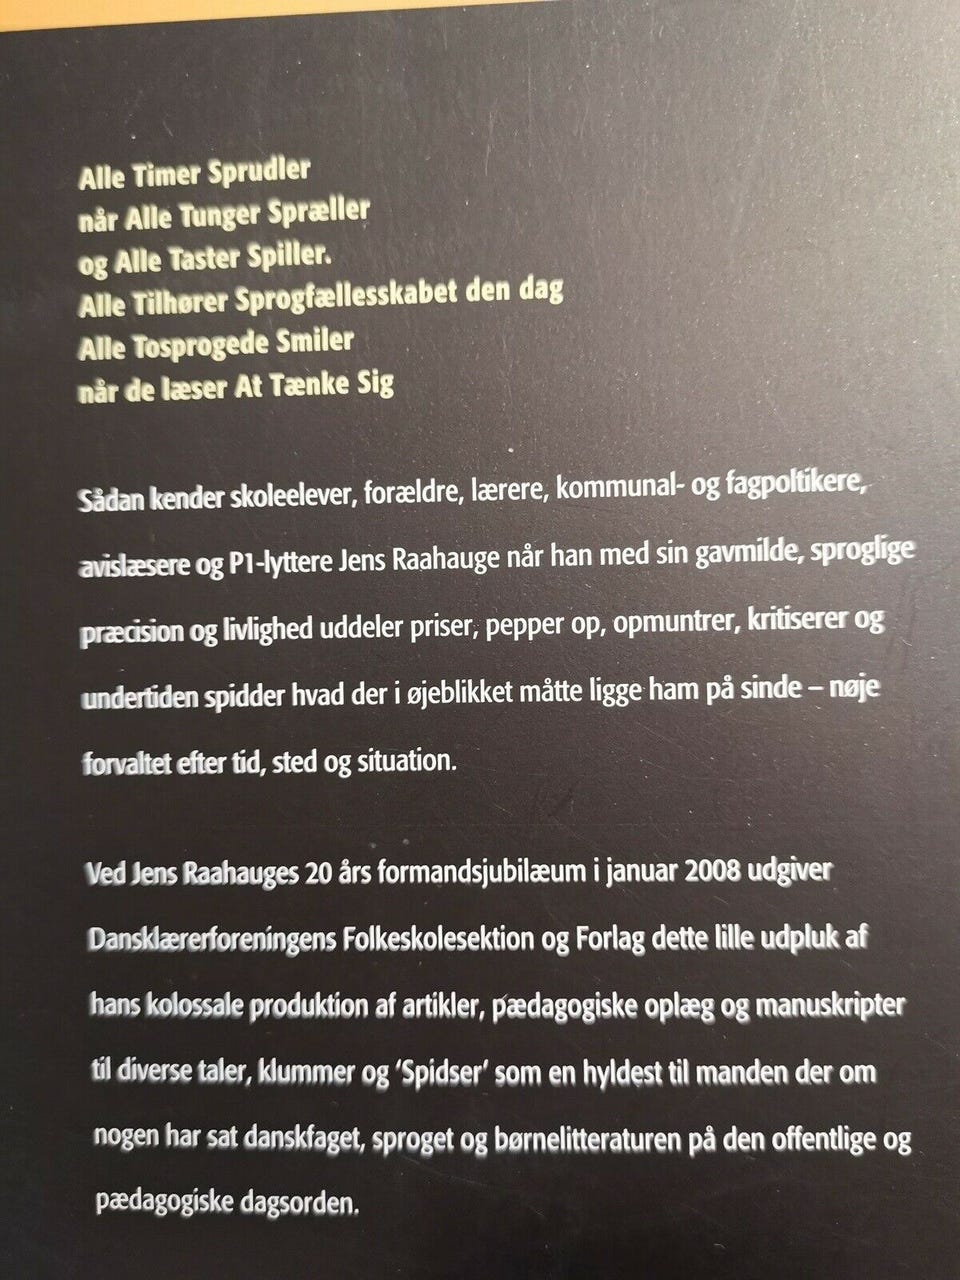 Alle Timer Sprudler
når Alle Tunger Spræller
og Alle Taster Spiller.
Alle Tilhører Sprogfællesskabet den dag
Alle Tosprogede Smiler
når de læser At Tænke Sig
Sådan kender skoleelever, forældre, lærere, kommunal- og fagpoltikere,
avislæsere og P1-lyttere Jens Raahauge når han med sin gavmilde, sproglige
præcision og livlighed uddeler priser, pepper op, opmuntrer, kritiserer og
undertiden spidder hvad der i øjeblikket måtte ligge ham på sinde – nøje
forvaltet efter tid, sted og situation.
Ved Jens Raahauges 20 års formandsjubilæum i januar 2008 udgiver
Dansklærerforeningens Folkeskolesektion og Forlag dette lille udpluk af
hans kolossale produktion af artikler, pædagogiske oplæg og manuskripter
til diverse taler, klummer og ‘Spidser’ som en hyldest til manden der om
nogen har sat danskfaget, sproget og børnelitteraturen på den offentlige og
pædagogiske dagsorden.